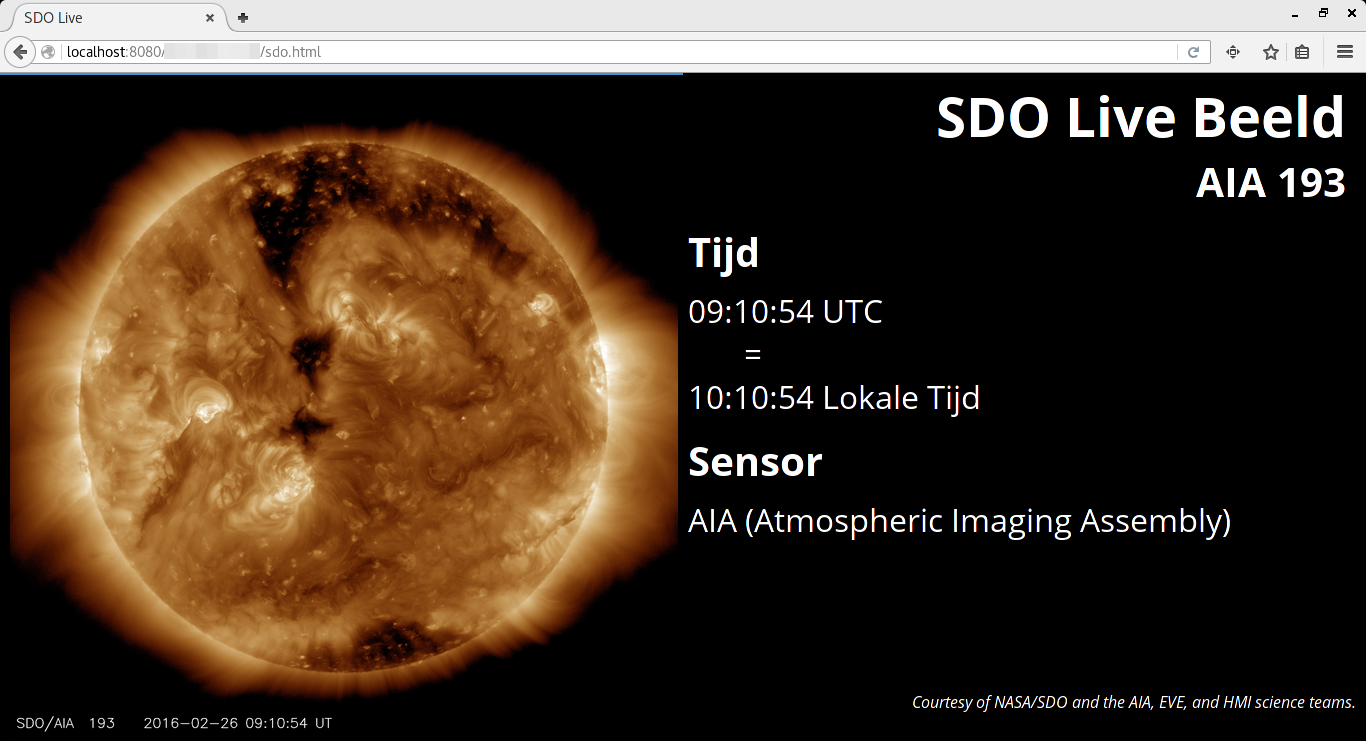 SDO Live
localhost:8080/ /sdo.html
SDO Live Beeld
AIA 193
Tijd
09:10:54 UTC
=
10:10:54 Lokale Tijd
Sensor
AIA (Atmospheric Imaging Assembly)
Courtesy of NASA/SDO and the AIA, EVE, and HMI science teams.
SDO/AIA 193 2016-02-26 09:10:54 UT